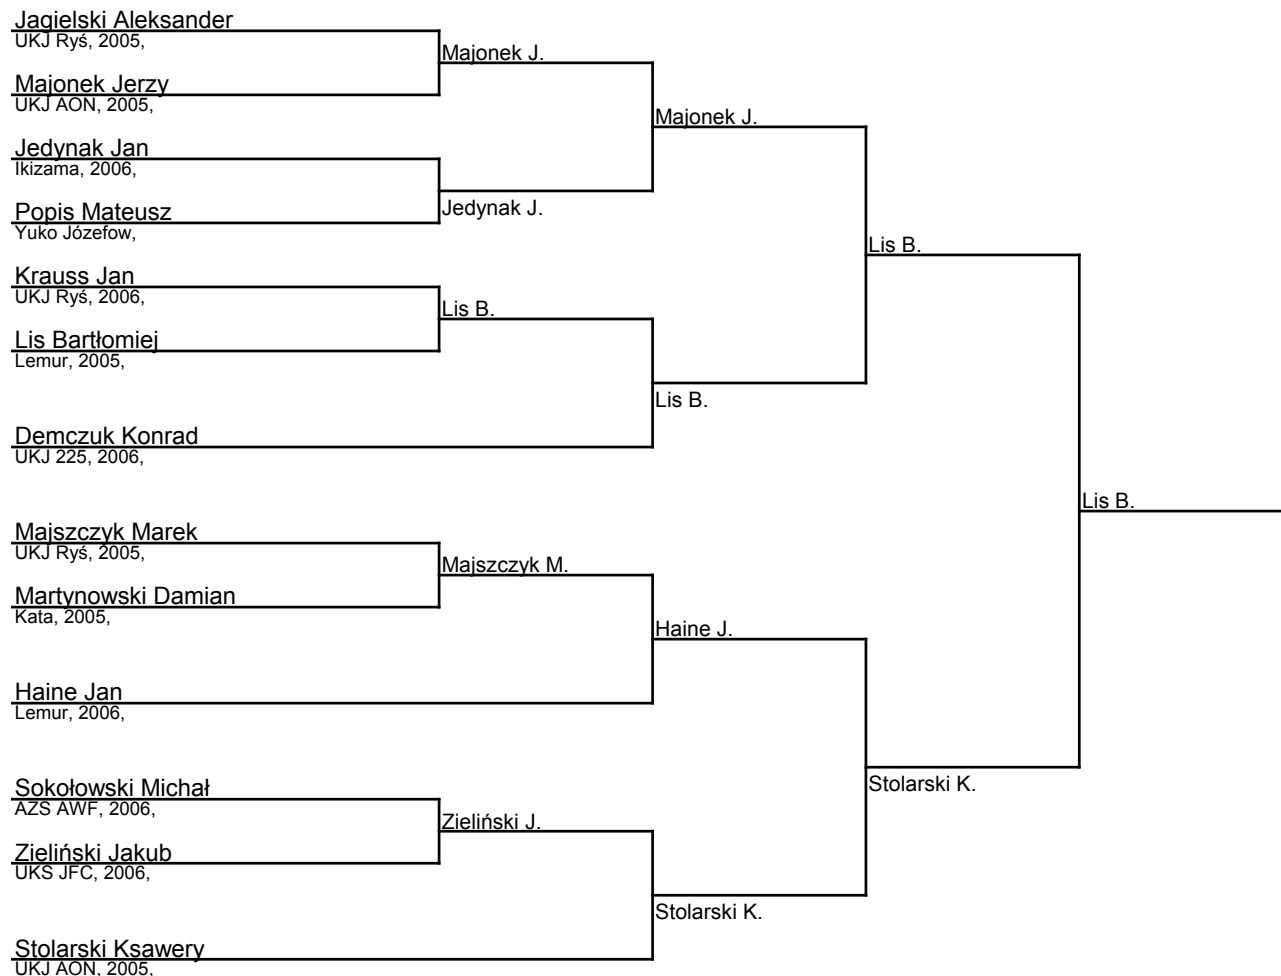 Jagielski Aleksander
UKJ Ryś, 2005,
Majonek J.
Majonek Jerzy
UKJ AON, 2005,
Majonek J.
Jedynak Jan
Ikizama, 2006,
Jedynak J.
Popis Mateusz
Yuko Józefow,
Lis B.
Krauss Jan
UKJ Ryś, 2006,
Lis B.
Lis Bartłomiej
Lemur, 2005,
Lis B.
Demczuk Konrad
UKJ 225, 2006,
Lis B.
Majszczyk Marek
UKJ Ryś, 2005,
Majszczyk M.
Martynowski Damian
Kata, 2005,
Haine J.
Haine Jan
Lemur, 2006,
Stolarski K.
Sokołowski Michał
AZS AWF, 2006,
Zieliński J.
Zieliński Jakub
UKS JFC, 2006,
Stolarski K.
Stolarski Ksawery
UKJ AON, 2005,